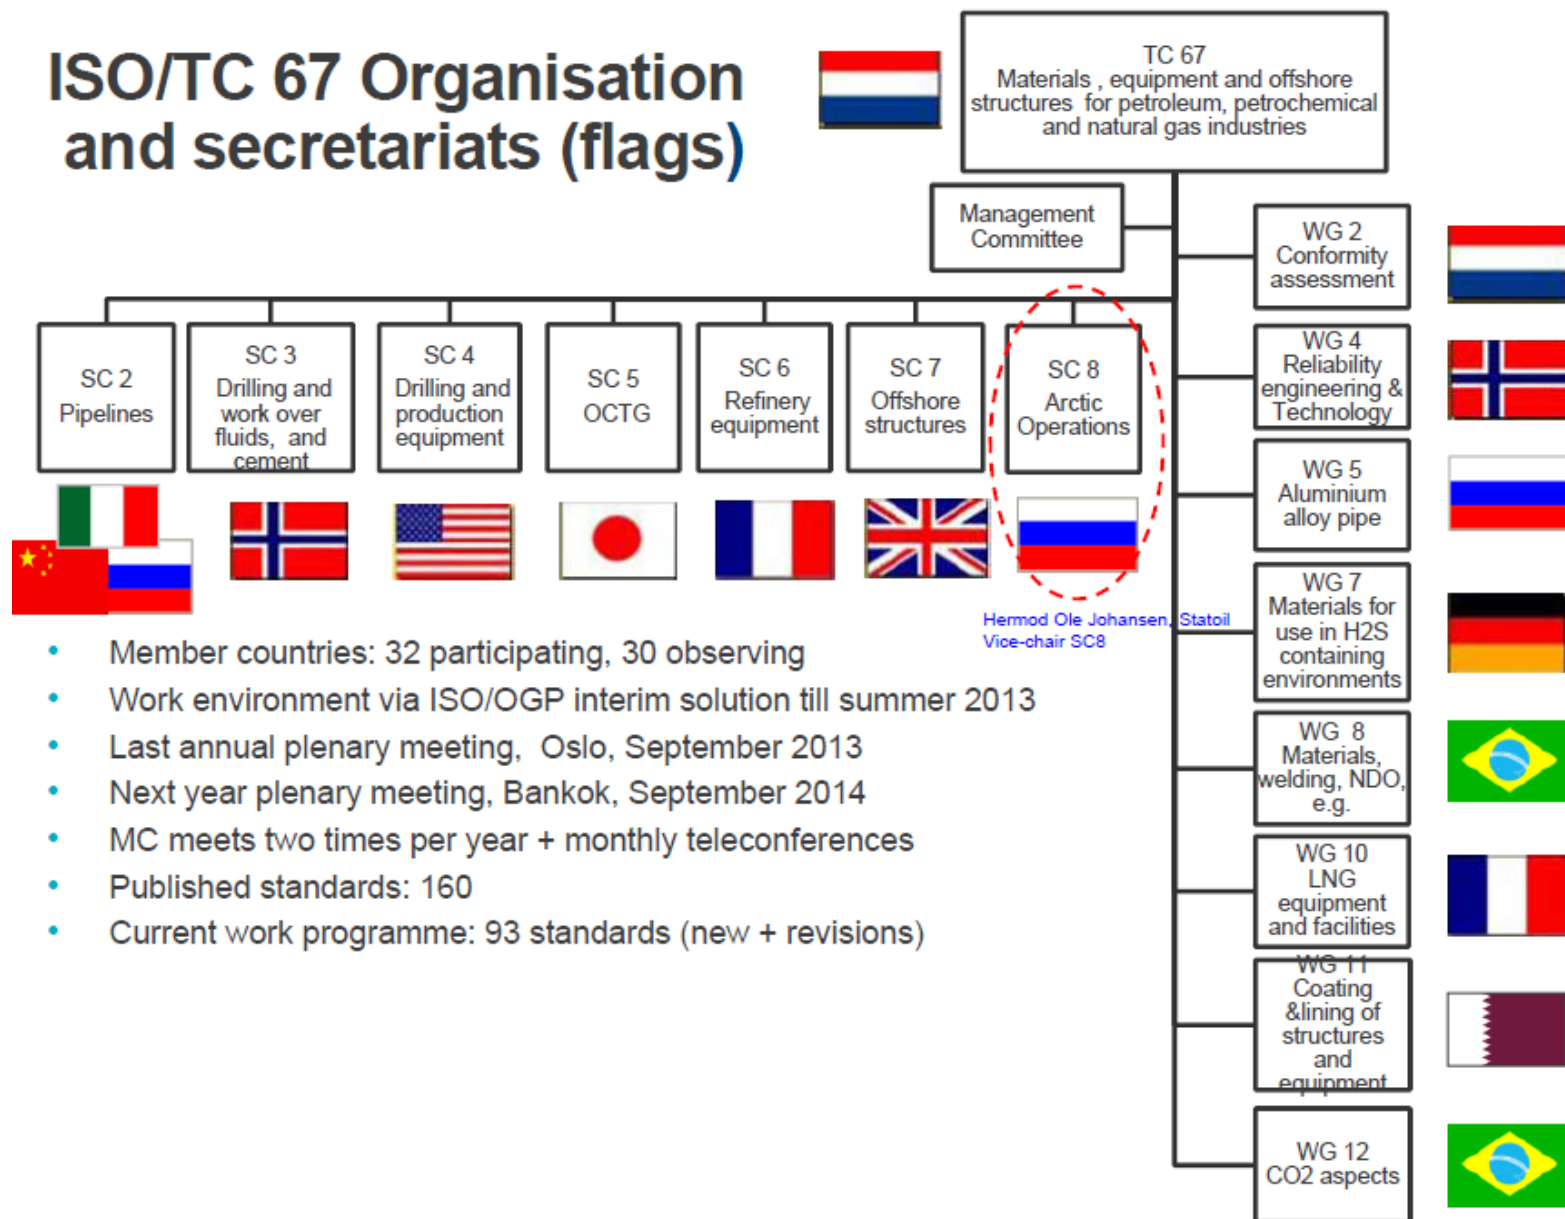 ISO/TC 67 Organisation
and secretariats (flags)
TC 67
Materials , equipment and offshore
structures for petroleum, petrochemical
and natural gas industries
Management
Committee
SC 2
Pipelines
SC 3
Drilling and
work over
fluids, and
cement
SC 4
Drilling and
production
equipment
SC 5
OCTG
SC 6
Refinery
equipment
SC 7
Offshore
structures
SC 8
Arctic
Operations
Hermod Ole Johansen, Statoil
Vice-chair SC8
WG 2
Conformity
assessment
WG 4
Reliability
engineering &
Technology
WG 5
Aluminium
alloy pipe
WG 7
Materials for
use in H2S
containing
environments
WG 8
Materials,
welding, NDO,
e.g.
WG 10
LNG
equipment
and facilities
WG 11
Coating
&lining of
structures
and
equipment
WG 12
CO2 aspects
• Member countries: 32 participating, 30 observing
• Work environment via ISO/OGP interim solution till summer 2013
• Last annual plenary meeting, Oslo, September 2013
• Next year plenary meeting, Bankok, September 2014
• MC meets two times per year + monthly teleconferences
• Published standards: 160
• Current work programme: 93 standards (new + revisions)